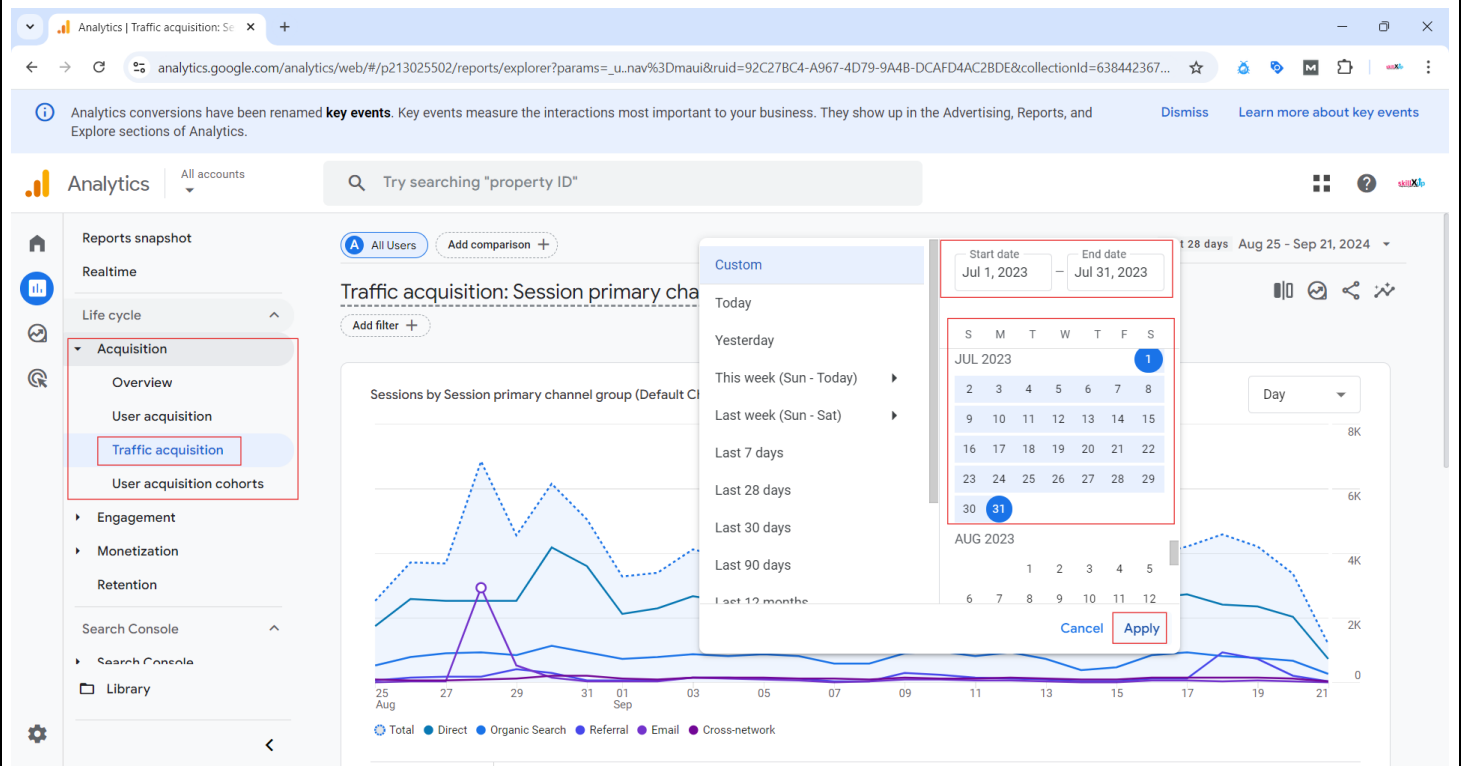 Analytics | Traffic acquisition: Se
analytics.google.com/analytics/web/#/p213025502/reports/explorer?params=_u..nav%3Dmaui&ruid=92C27BC4-A967-4D79-9A4B-DCAFD4AC2BDE&collectionId=638442367...
Analytics conversions have been renamed key events. Key events measure the interactions most important to your business. They show up in the Advertising, Reports, and
Explore sections of Analytics.
Dismiss
Learn more about key events
Analytics
All accounts
Try searching "property ID"
skillXUp
Reports snapshot
Realtime
Life cycle
Acquisition
Overview
User acquisition
Traffic acquisition
User acquisition cohorts
Engagement
Monetization
Retention
Search Console
Search Console
Library
A All Users
Add comparison +
t 28 days Aug 25 - Sep 21, 2024
Traffic acquisition: Session primary cha
Add filter +
Custom
Today
Yesterday
This week (Sun - Today)
Last week (Sun - Sat)
Last 7 days
Last 28 days
Last 30 days
Last 90 days
Last 12 months
Start date
Jul 1, 2023
–
End date
Jul 31, 2023
S M T W T F S
JUL 2023 1
2 3 4 5 6 7 8
9 10 11 12 13 14 15
16 17 18 19 20 21 22
23 24 25 26 27 28 29
30 31
AUG 2023
1 2 3 4 5
6 7 8 9 10 11 12
Cancel
Apply
Sessions by Session primary channel group (Default Ch
Day
8K
6K
4K
2K
0
25 27 29 31 01 03 05 07 09 11 13 15 17 19 21
Aug Sep
Total Direct Organic Search Referral Email Cross-network